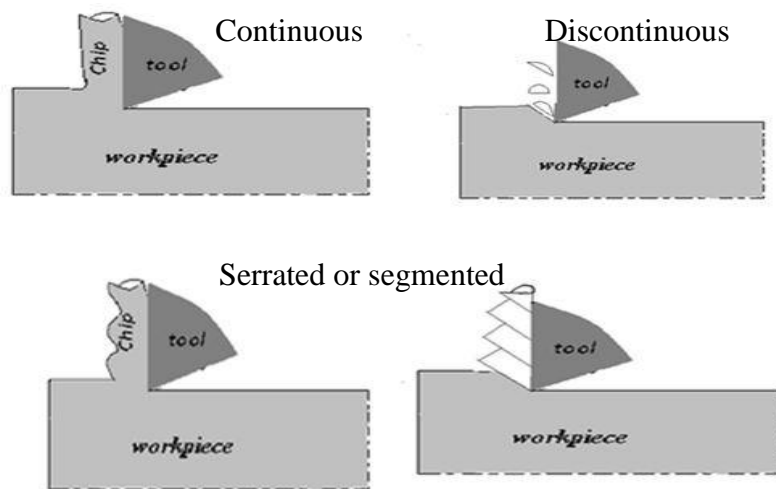 Continuous
Discontinuous
Chip
tool
tool
workpiece
workpiece
Serrated or segmented
Chip
tool
tool
workpiece
workpiece